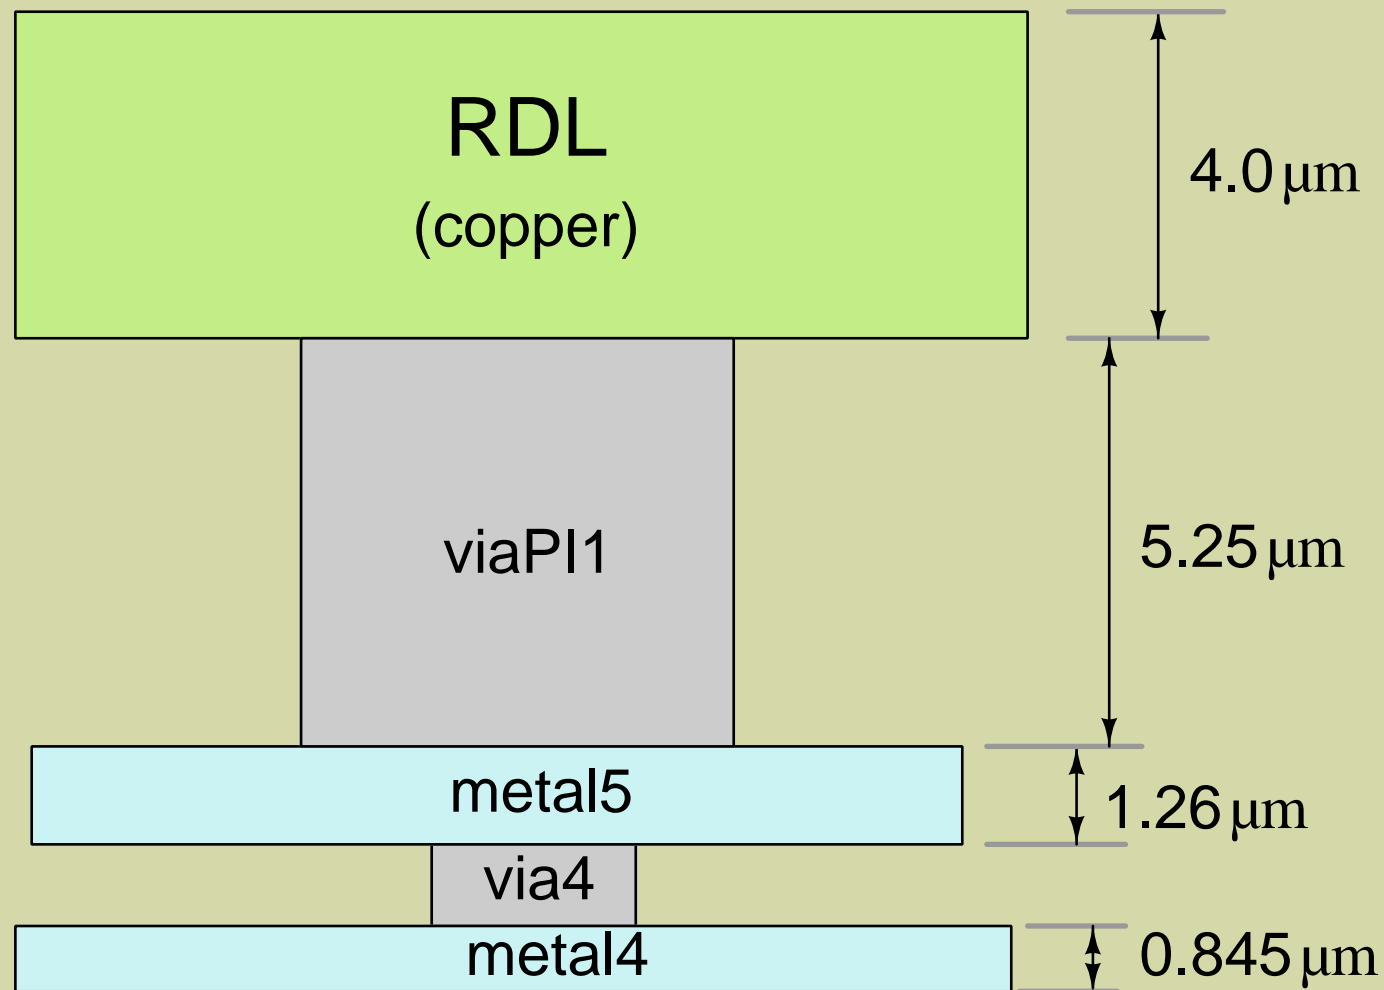 RDL
(copper)
4.0 μm
viaPI1
5.25 μm
metal5
1.26 μm
via4
metal4
0.845 μm